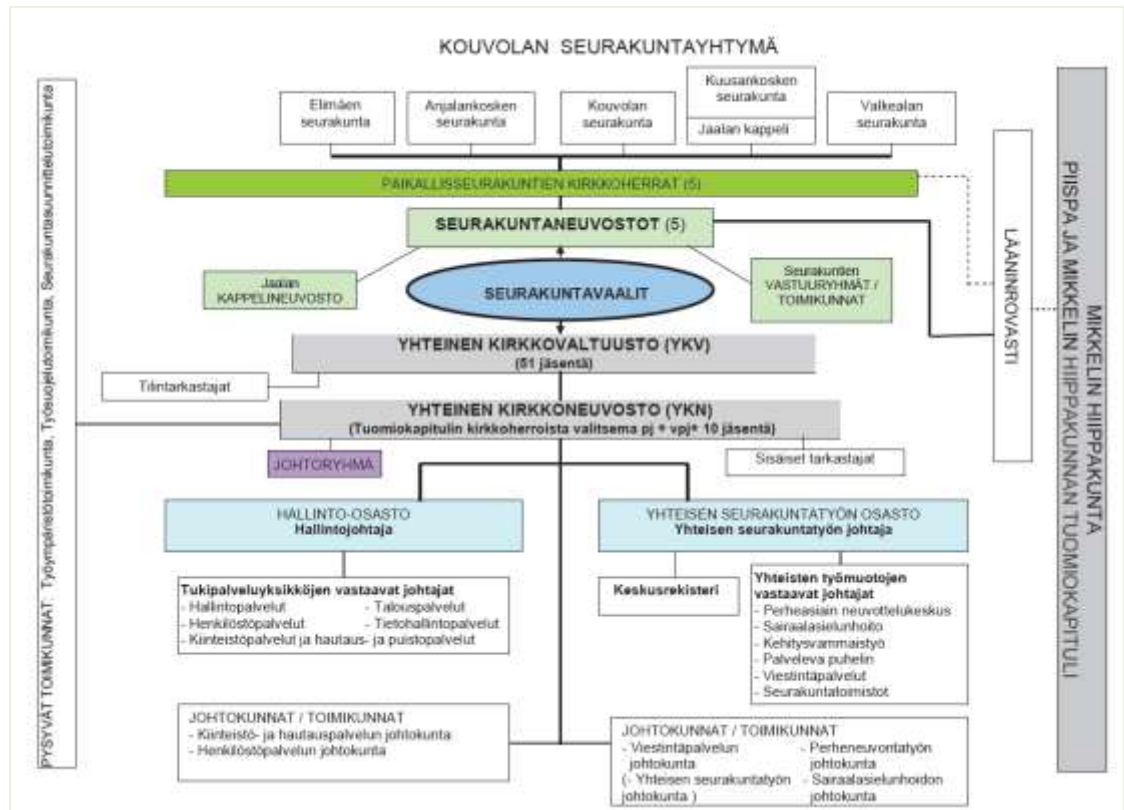 KOUVOLAN SEURAKUNTAYHTYMÄ
Elimäen
seurakunta
Anjalankosken
seurakunta
Kouvolan
seurakunta
Kuusankosken
seurakunta
Jaalan kappeli
Valkealan
seurakunta
PAIKALLISSEURAKUNTIEN KIRKKOHERRAT (5)
SEURAKUNTANEUVOSTOT (5)
Jaalan
KAPPELINEUVOSTO
SEURAKUNTAVAALIT
Seurakuntien
VASTUURYHMÄT /
TOIMIKUNNAT
YHTEINEN KIRKKOVALTUUSTO (YKV)
(51 jäsentä)
Tilintarkastajat
YHTEINEN KIRKKONEUVOSTO (YKN)
(Tuomiokapitulin kirkkoherroista valitsema pj + vpj+ 10 jäsentä)
JOHTORYHMÄ
Sisäiset tarkastajat
HALLINTO-OSASTO
Hallintojohtaja
YHTEISEN SEURAKUNTATYÖN OSASTO
Yhteisen seurakuntatyön johtaja
Tukipalveluyksikköjen vastaavat johtajat
- Hallintopalvelut - Talouspalvelut
- Henkilöstöpalvelut - Tietohallintopalvelut
- Kiinteistöpalvelut ja hautaus- ja puistopalvelut
Keskusrekisteri
Yhteisten työmuotojen
vastaavat johtajat
- Perheasiain neuvottelukeskus
- Sairaalasielunhoito
- Kehitysvammaistyö
- Palveleva puhelin
- Viestintäpalvelut
- Seurakuntatoimistot
JOHTOKUNNAT / TOIMIKUNNAT
- Kiinteistö- ja hautauspalvelun johtokunta
- Henkilöstöpalvelun johtokunta
JOHTOKUNNAT / TOIMIKUNNAT
- Viestintäpalvelun - Perheneuvontatyön
johtokunta johtokunta
(- Yhteisen seurakuntatyön - Sairaalasielunhoidon
johtokunta ) johtokunta
PYSYVÄT TOIMIKUNNAT: Työympäristötoimikunta, Työsuojelutoimikunta, Seurakuntasuunnittelutoimikunta
LÄÄNINROVASTI
MIKKELIN HIIPPAKUNTA
PIISPA JA MIKKELIN HIIPPAKUNNAN TUOMIOKAPITULI